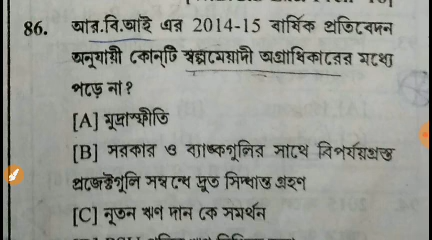 86. আর.বি.আই এর 2014-15 বার্ষিক প্রতিবেদন
অনুযায়ী কোনটি স্বল্পমেয়াদী অগ্রাধিকারের মধ্যে
পড়ে না?
[A] মুদ্রাস্ফীতি
[B] সরকার ও ব্যাঙ্কগুলির সাথে বিপর্যয়গ্রস্ত
প্রজেক্টগুলি সম্বন্ধে দ্রুত সিদ্ধান্ত গ্রহণ
[C] নূতন ঋণ দান কে সমর্থন